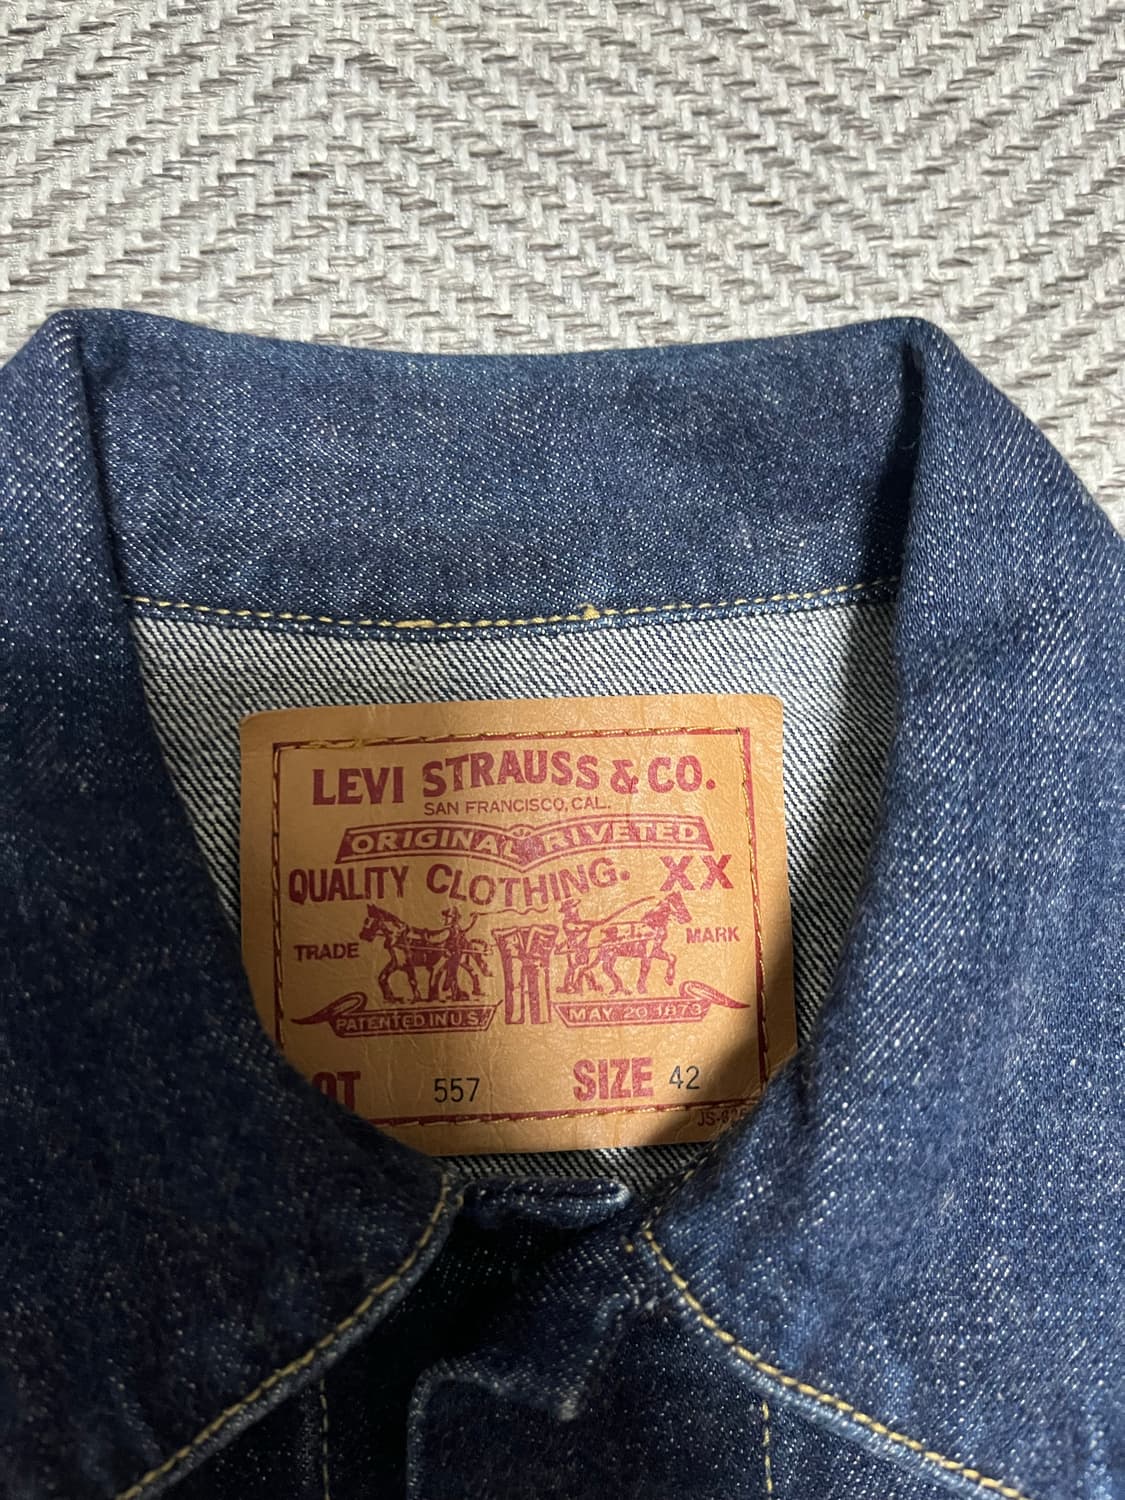 LEVI STRAUSS & CO.
SAN FRANCISCO, CAL.
ORIGINAL RIVETED
QUALITY CLOTHING. XX
TRADE MARK
PATENTED IN U.S. MAY 20 1873
557 SIZE 42